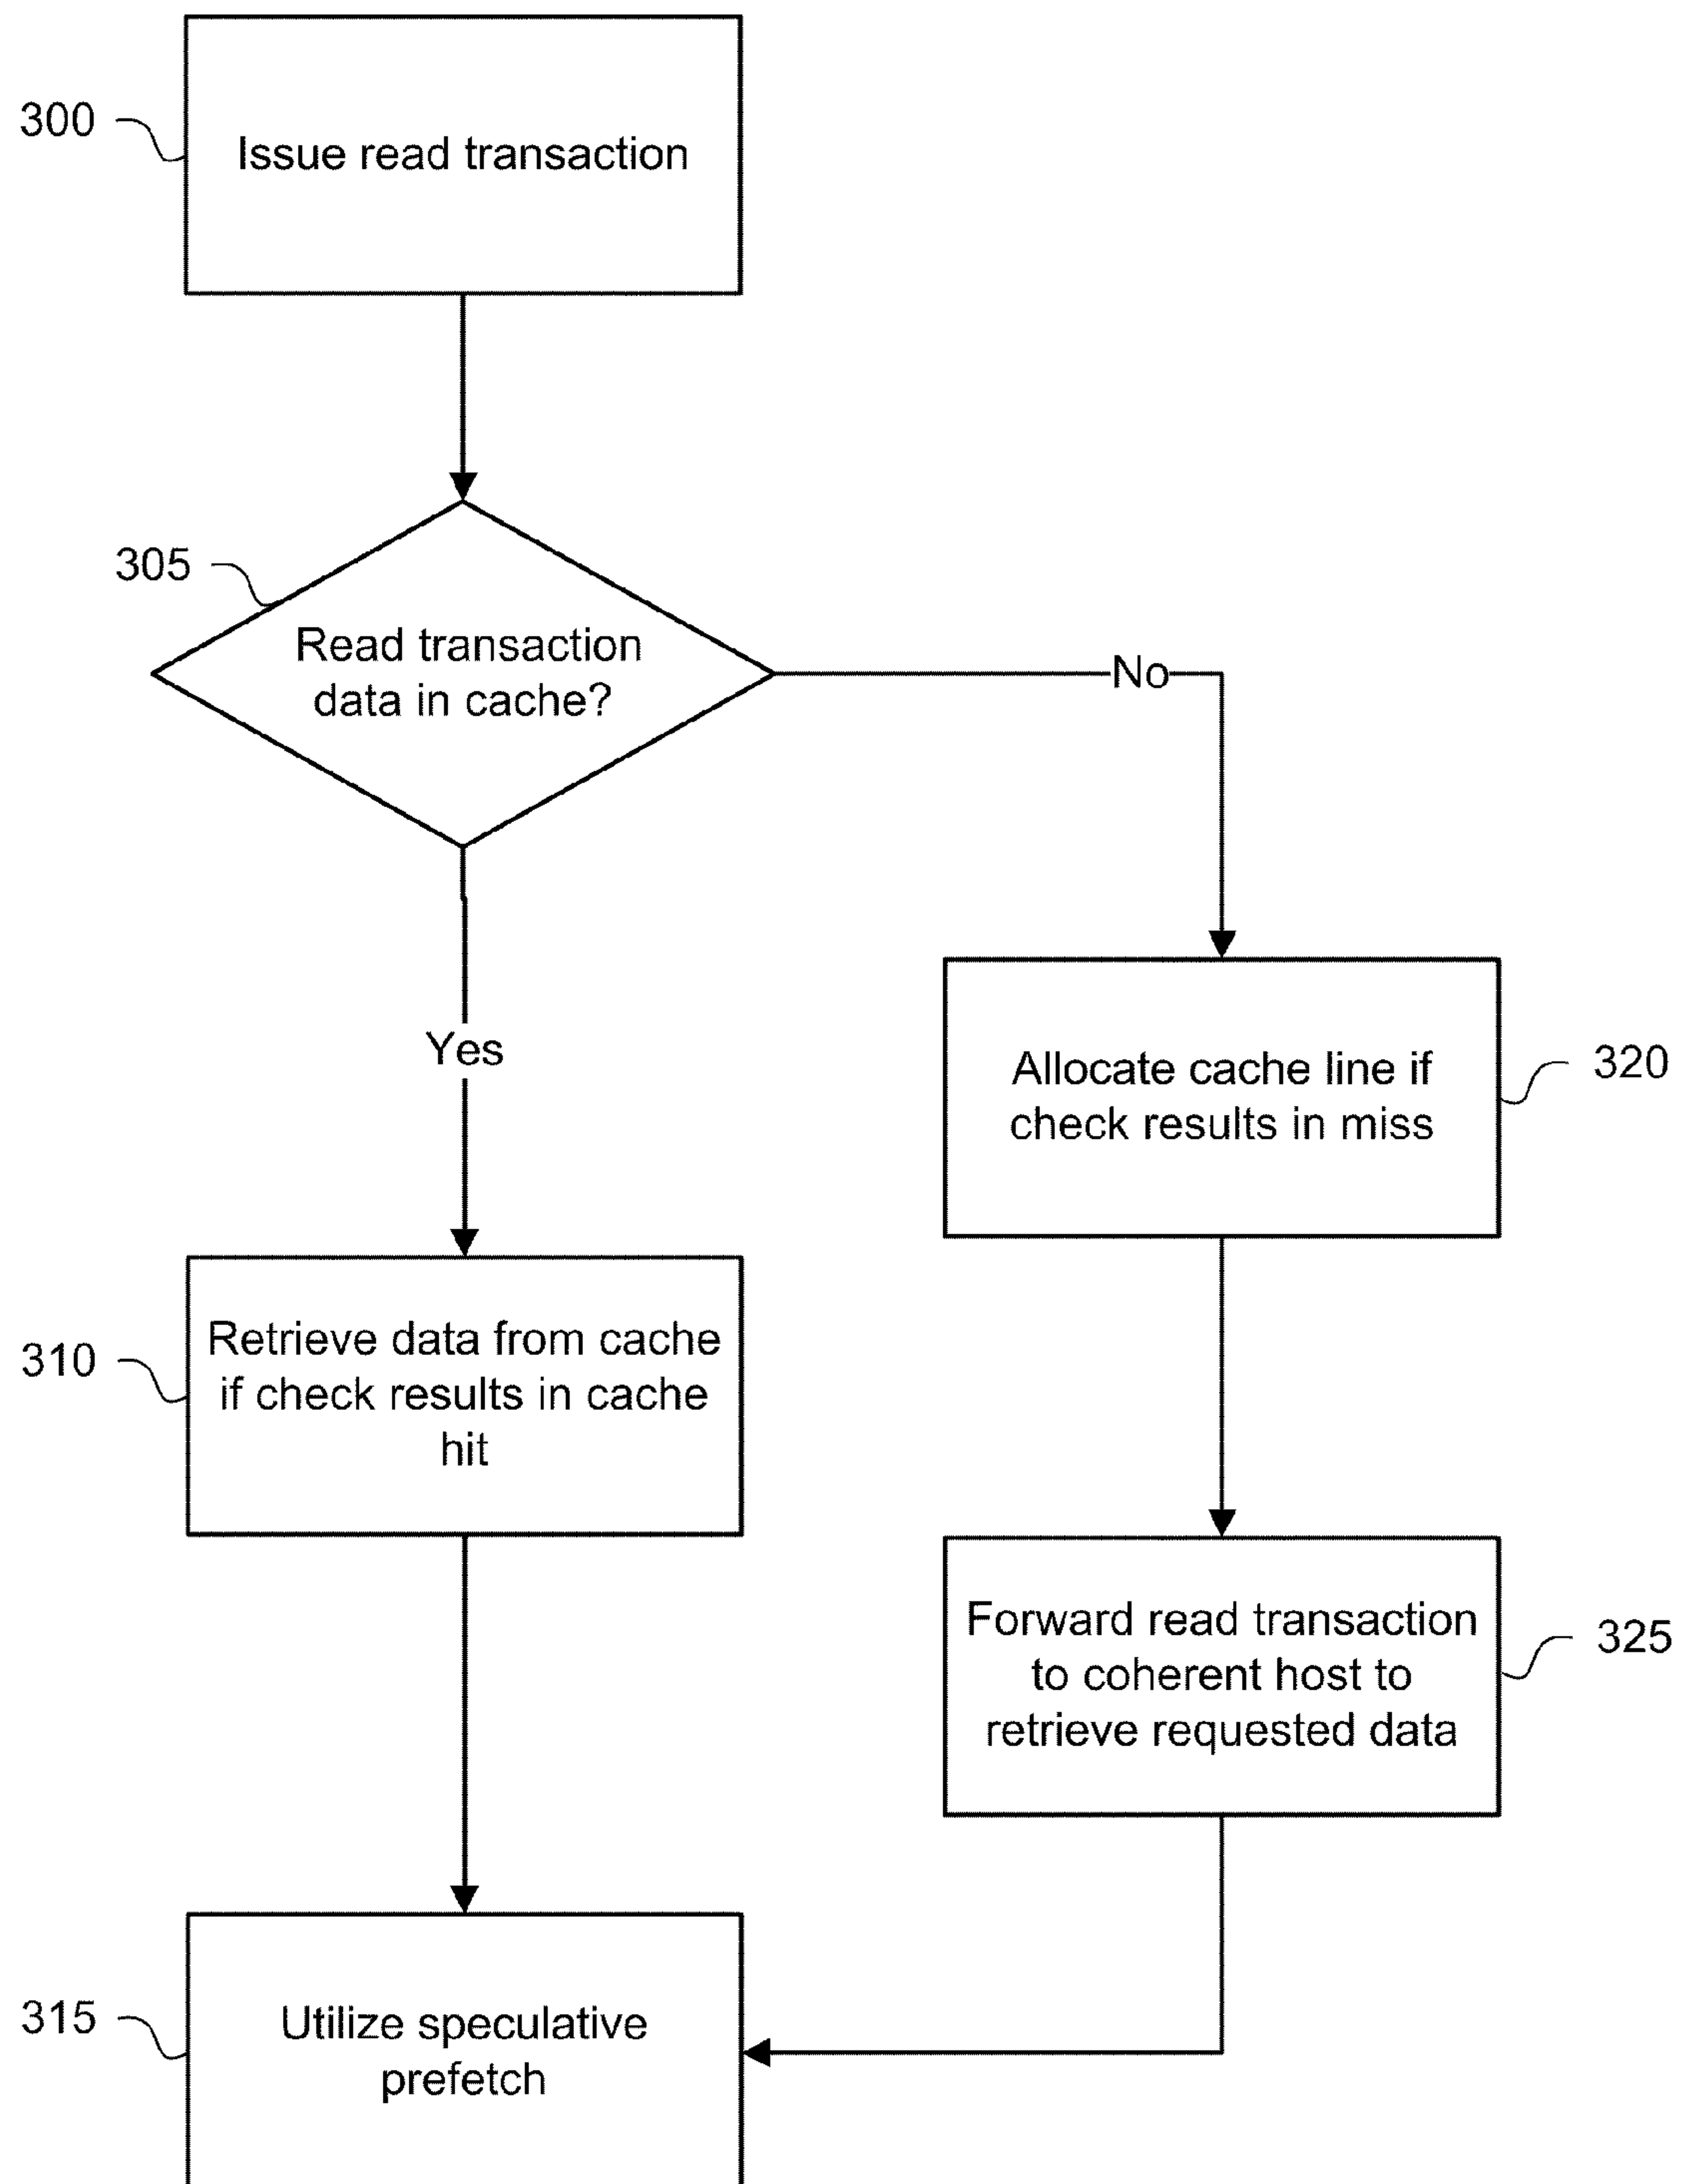 300
Issue read transaction
305
Read transaction
data in cache?
No
Yes
Allocate cache line if
check results in miss
320
310
Retrieve data from cache
if check results in cache
hit
Forward read transaction
to coherent host to
retrieve requested data
325
315
Utilize speculative
prefetch